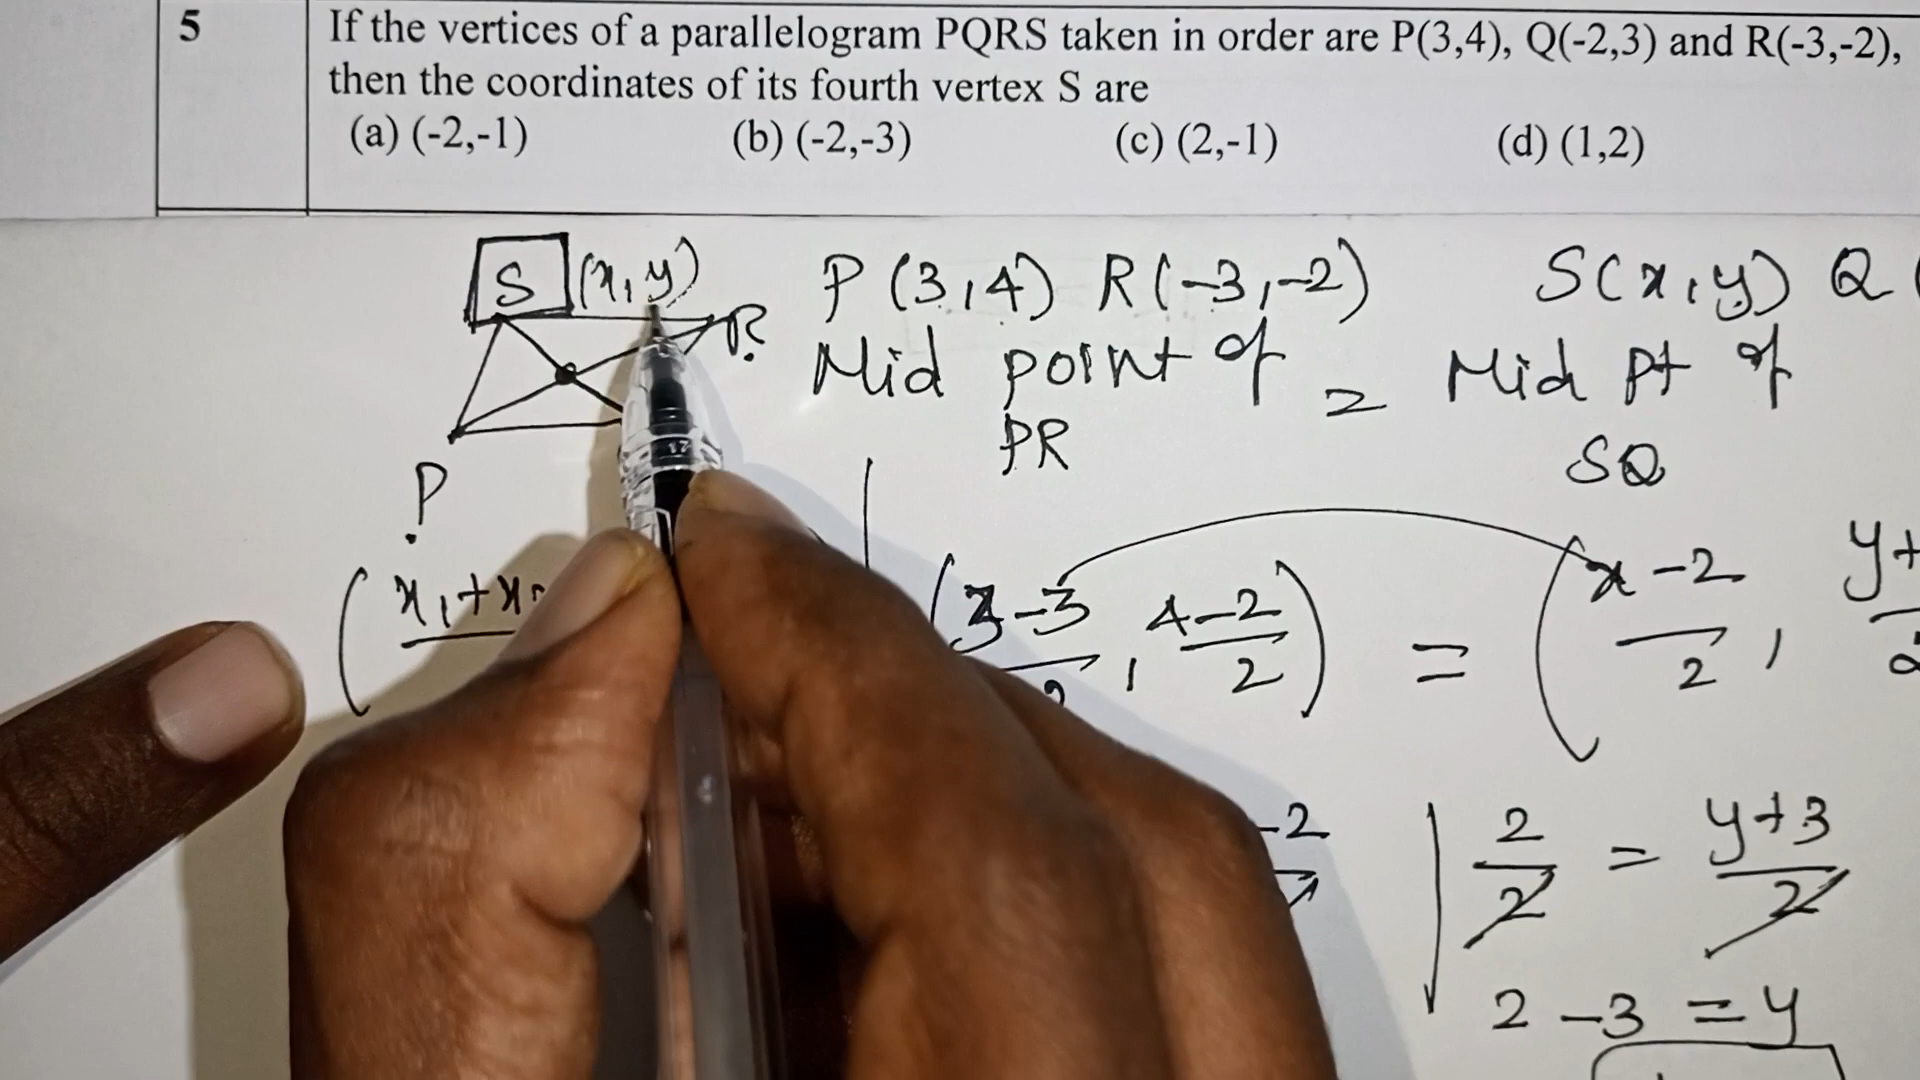 5
If the vertices of a parallelogram PQRS taken in order are P(3,4), Q(-2,3) and R(-3,-2),
then the coordinates of its fourth vertex S are
(a) (-2,-1) (b) (-2,-3) (c) (2,-1) (d) (1,2)
S (x,y) P (3,4) R(-3,-2) S(x,y) Q (
R
Mid point of = Mid pt of
PR SQ
P
(x₁+x (3-3/2, 4-2/2) = (x-2/2, y+
-2 2/2 = y+3/2
2-3 = y